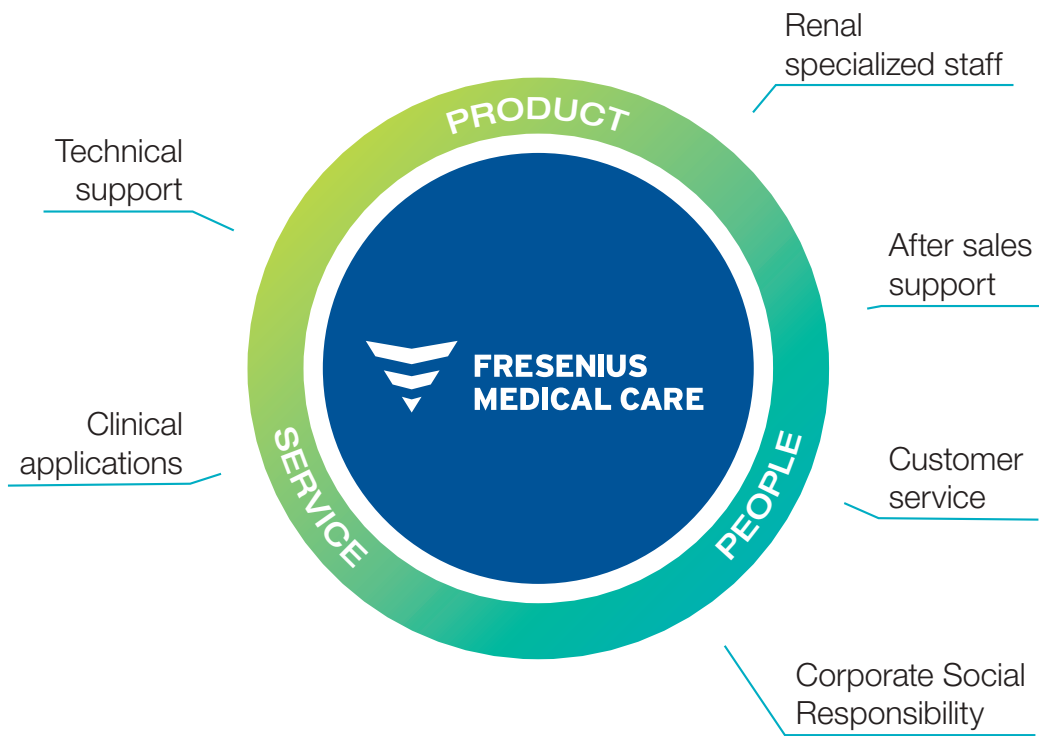 Renal
specialized staff
PRODUCT
Technical
support
After sales
support
FRESENIUS
MEDICAL CARE
Clinical
applications
SERVICE
PEOPLE
Customer
service
Corporate Social
Responsibility